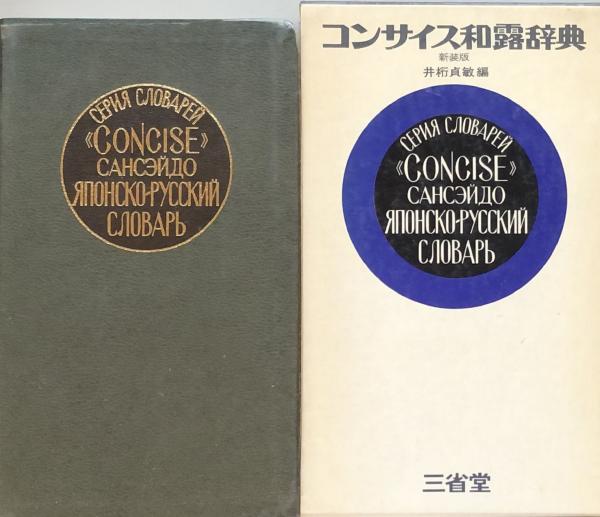 СЕРИЯ СЛОВАРЕЙ
《CONCISE》
САНСЭЙДО
ЯПОНСКО-РУССКИЙ
СЛОВАРЬ
コンサイス和露辞典
新装版
井桁貞敏編
СЕРИЯ СЛОВАРЕЙ
《CONCISE》
САНСЭЙДО
ЯПОНСКО-РУССКИЙ
СЛОВАРЬ
三省堂